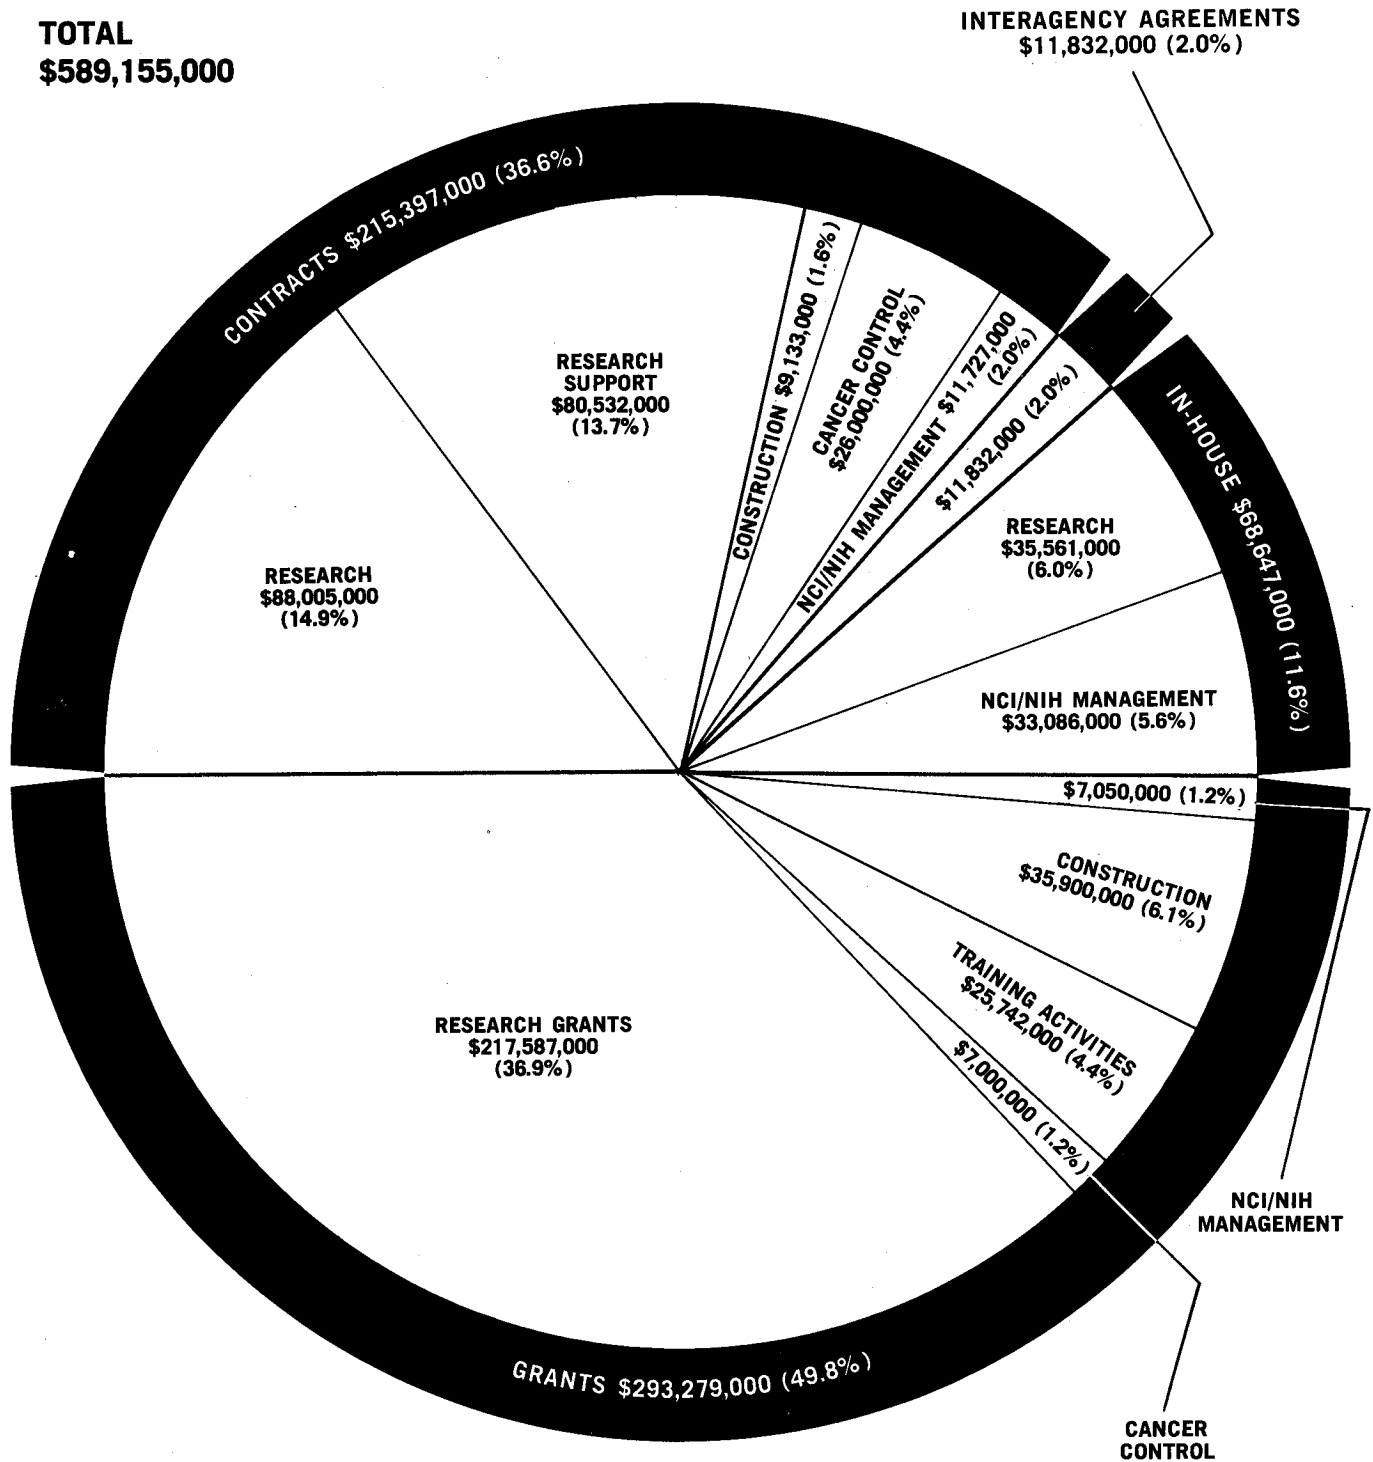 TOTAL
$589,155,000
INTERAGENCY AGREEMENTS
$11,832,000 (2.0%)
CONTRACTS $215,397,000 (36.6%)
RESEARCH
SUPPORT
$80,532,000
(13.7%)
CONSTRUCTION $9,133,000 (1.6%)
CANCER CONTROL
$26,000,000 (4.4%)
NCI/NIH MANAGEMENT $11,727,000
(2.0%)
$11,832,000 (2.0%)
IN-HOUSE $68,647,000 (11.6%)
RESEARCH
$35,561,000
(6.0%)
RESEARCH
$88,005,000
(14.9%)
NCI/NIH MANAGEMENT
$33,086,000 (5.6%)
$7,050,000 (1.2%)
CONSTRUCTION
$35,900,000 (6.1%)
TRAINING ACTIVITIES
$25,742,000 (4.4%)
$7,000,000 (1.2%)
RESEARCH GRANTS
$217,587,000
(36.9%)
NCI/NIH
MANAGEMENT
GRANTS $293,279,000 (49.8%)
CANCER
CONTROL